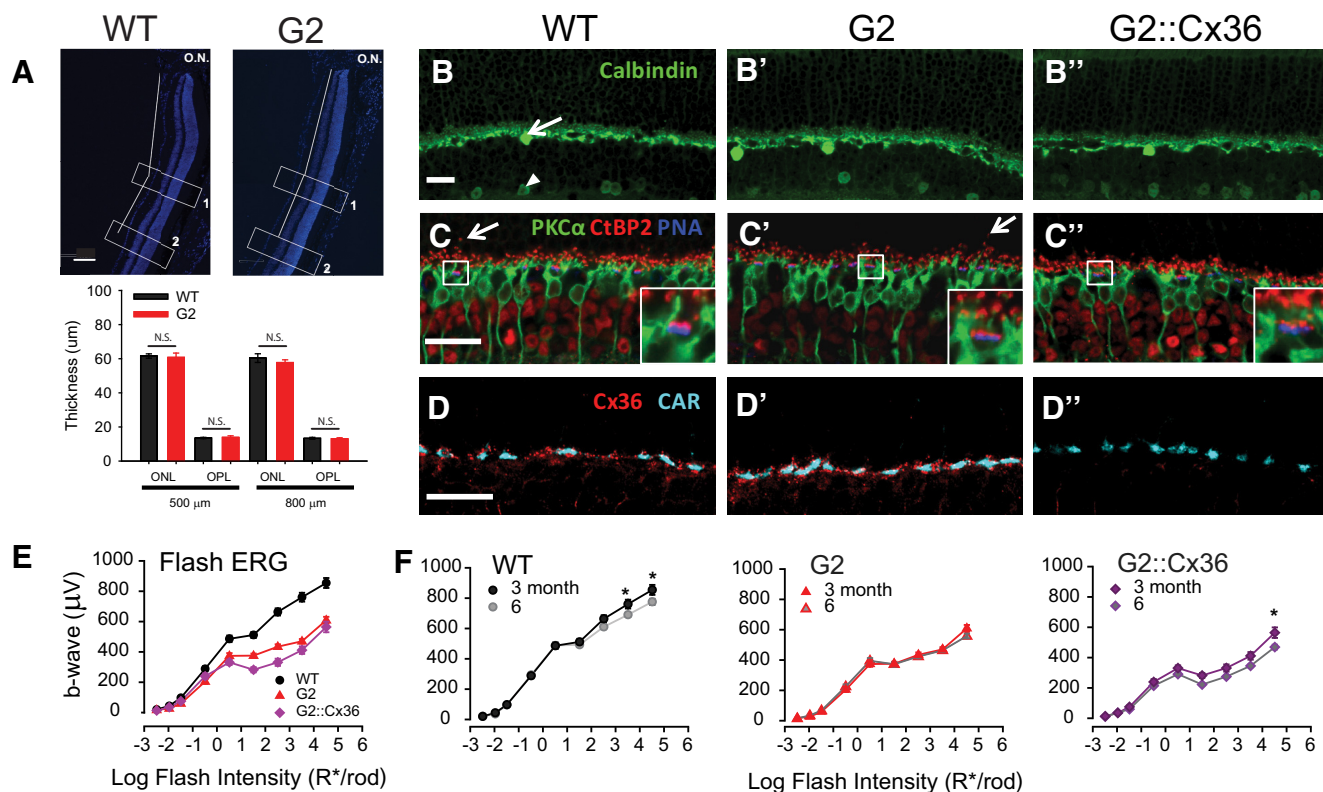 WT
G2
A
O.N.
1
2
O.N.
1
2
100
80
60
40
20
0
Thickness (um)
WT
G2
N.S.
N.S.
N.S.
N.S.
ONL
OPL
ONL
OPL
500 µm
800 µm
WT
G2
G2::Cx36
B
Calbindin
B'
B''
C
PKCα CtBP2 PNA
C'
C''
D
Cx36 CAR
D'
D''
E
Flash ERG
1000
800
600
400
200
0
b-wave (µV)
WT
G2
G2::Cx36
-3 -2 -1 0 1 2 3 4 5 6
Log Flash Intensity (R*/rod)
F
WT
3 month
6
* *
1000
800
600
400
200
0
-3 -2 -1 0 1 2 3 4 5 6
G2
3 month
6
1000
800
600
400
200
0
-3 -2 -1 0 1 2 3 4 5 6
Log Flash Intensity (R*/rod)
G2::Cx36
3 month
6
*
1000
800
600
400
200
0
-3 -2 -1 0 1 2 3 4 5 6